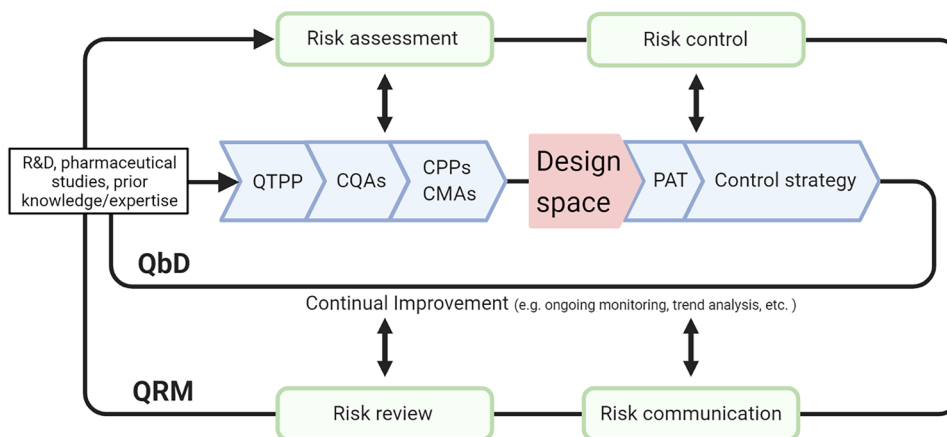 Risk assessment
Risk control
R&D, pharmaceutical
studies, prior
knowledge/expertise
QTPP
CQAs
CPPs
CMAs
Design
space
PAT
Control strategy
QbD
Continual Improvement (e.g. ongoing monitoring, trend analysis, etc. )
QRM
Risk review
Risk communication